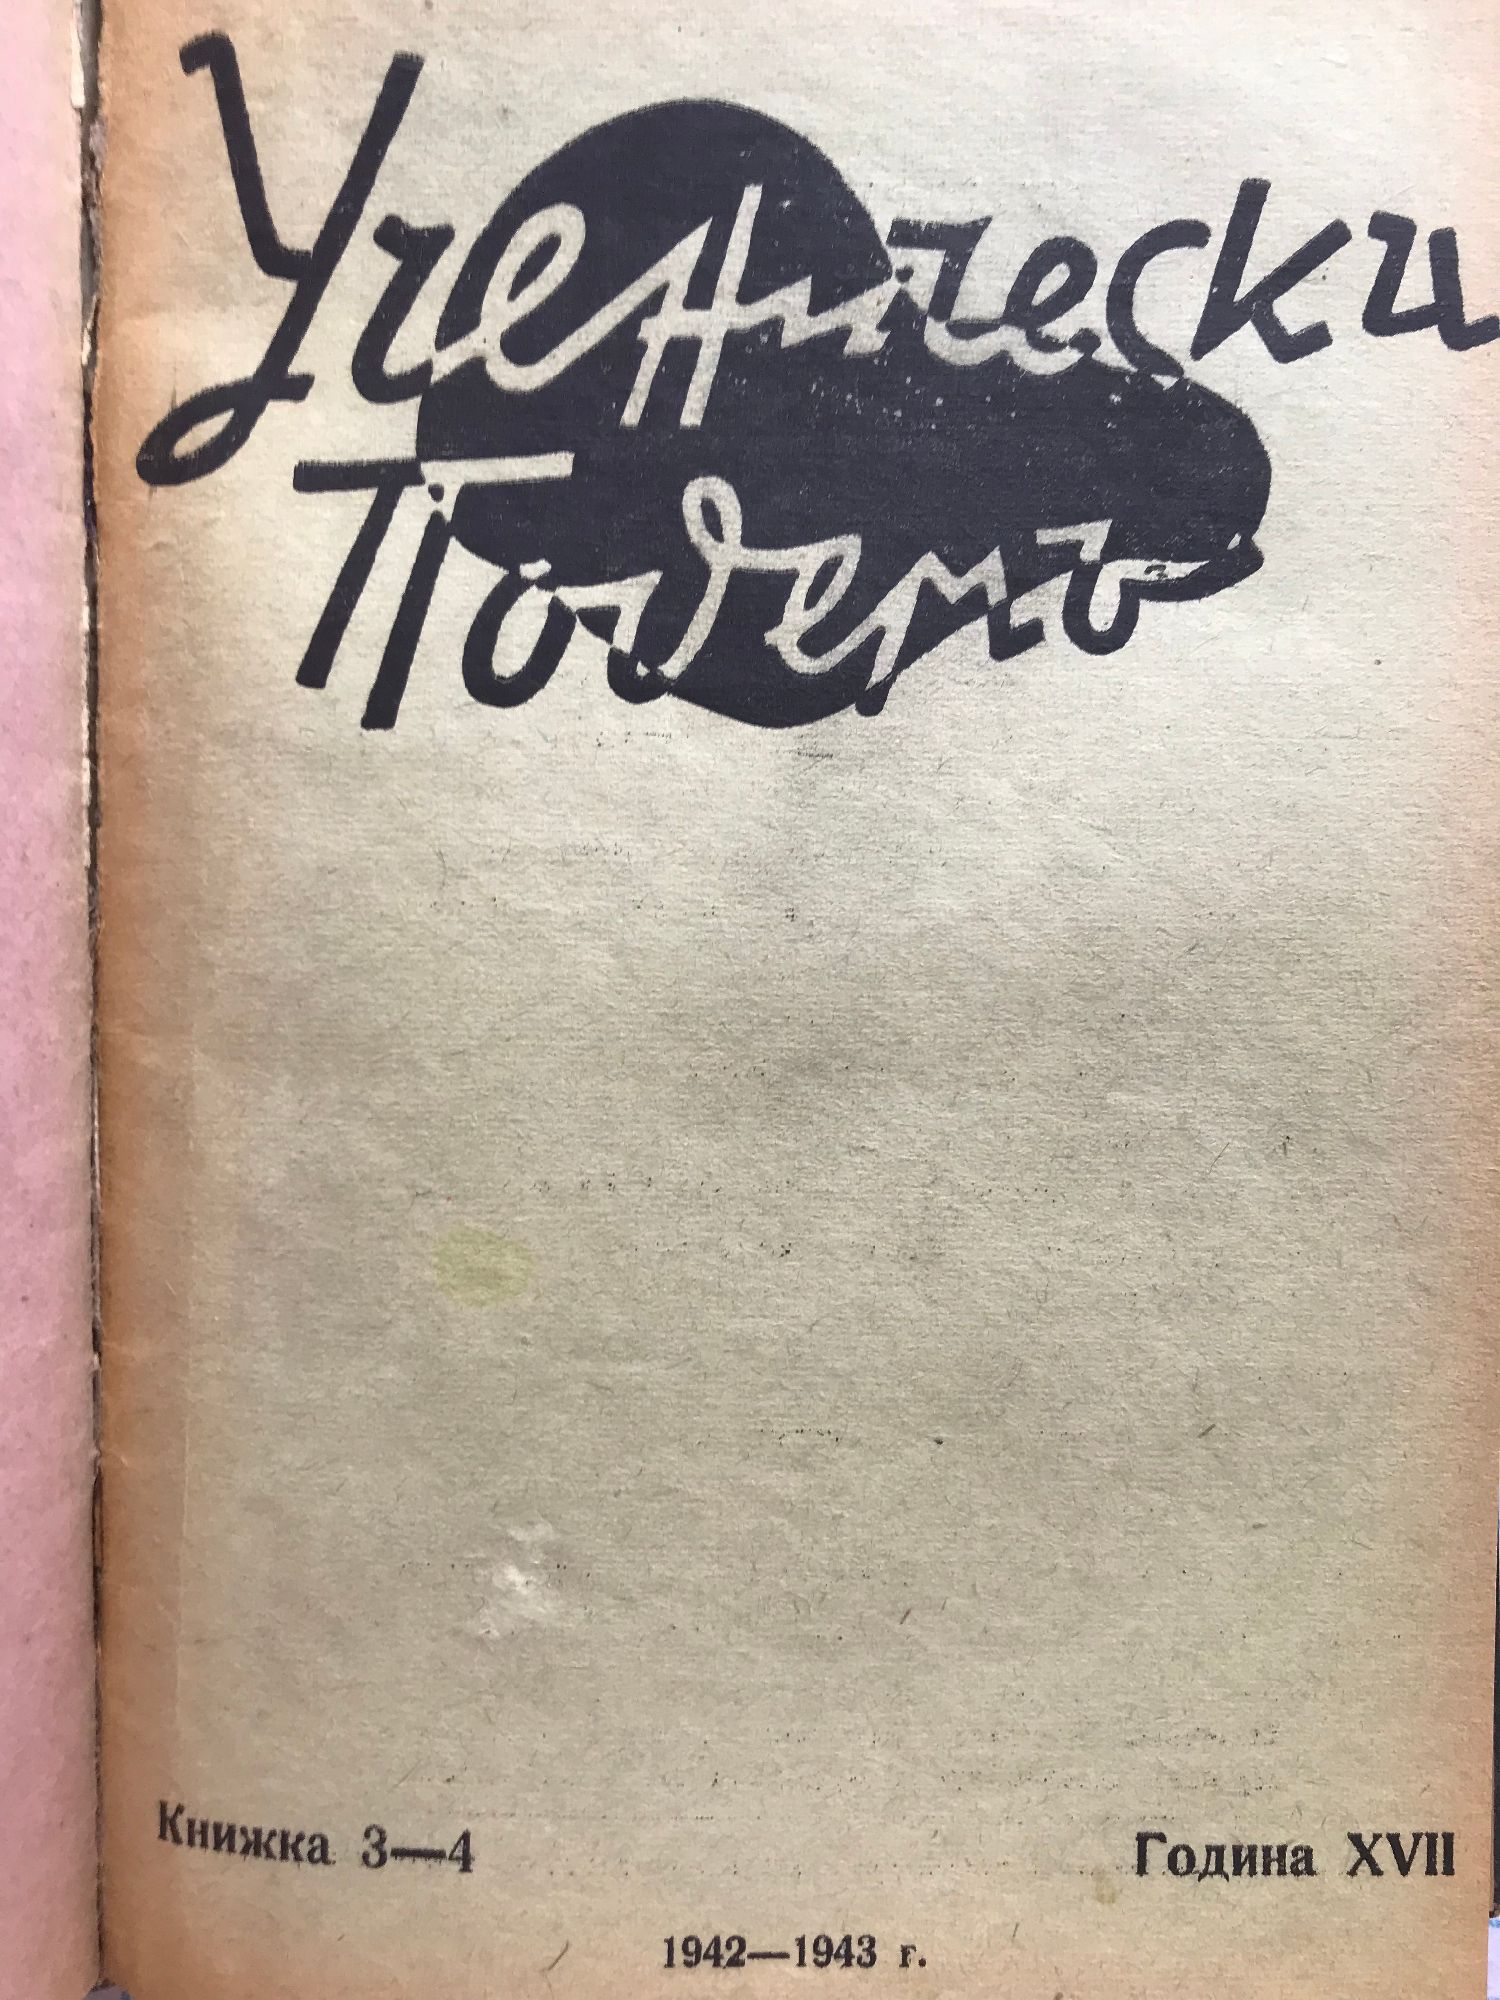 Ученически
Подемъ
Книжка 3—4
Година XVII
1942—1943 г.